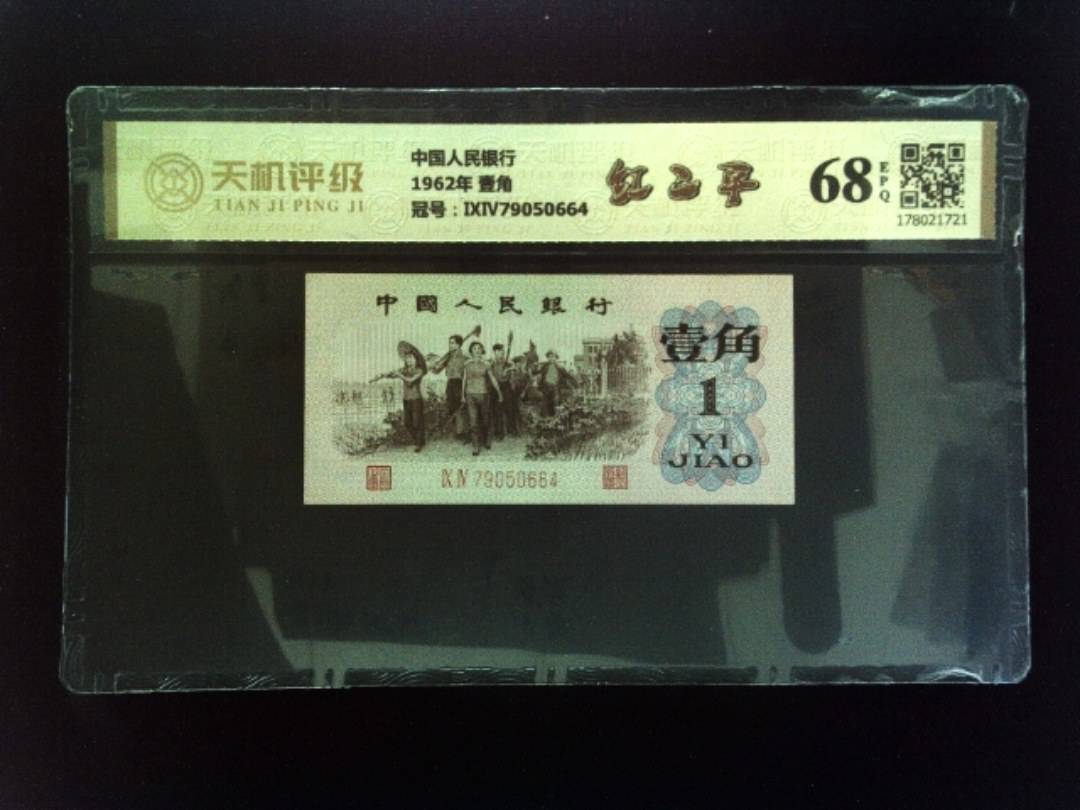 天机评级
TIAN JI PING JI
中国人民银行
1962年 壹角
冠号：IXIV79050664
红二平
68
EPQ
178021721
中國人民銀行
壹角
1
YI
JIAO
IX IV 79050664